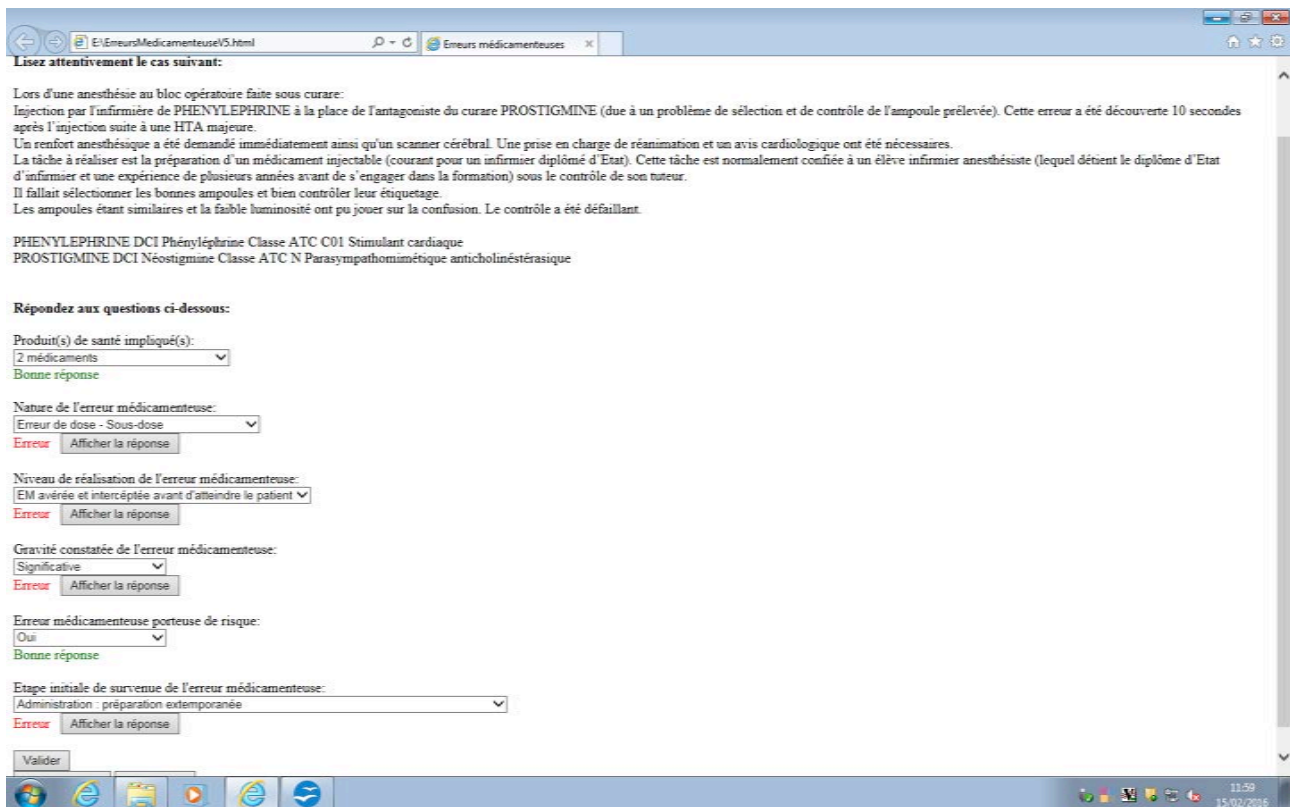 E:\ErreursMedicamenteuseV5.html
Erreurs médicamenteuses
Lisez attentivement le cas suivant:
Lors d'une anesthésie au bloc opératoire faite sous curare:
Injection par l'infirmière de PHENYLEPHRINE à la place de l'antagoniste du curare PROSTIGMINE (due à un problème de sélection et de contrôle de l'ampoule prélevée). Cette erreur a été découverte 10 secondes
après l'injection suite à une HTA majeure.
Un renfort anesthésique a été demandé immédiatement ainsi qu'un scanner cérébral. Une prise en charge de réanimation et un avis cardiologique ont été nécessaires.
La tâche à réaliser est la préparation d'un médicament injectable (courant pour un infirmier diplômé d'Etat). Cette tâche est normalement confiée à un élève infirmier anesthésiste (lequel détient le diplôme d'Etat
d'infirmier et une expérience de plusieurs années avant de s'engager dans la formation) sous le contrôle de son tuteur.
Il fallait sélectionner les bonnes ampoules et bien contrôler leur étiquetage.
Les ampoules étant similaires et la faible luminosité ont pu jouer sur la confusion. Le contrôle a été défaillant.
PHENYLEPHRINE DCI Phényléphrine Classe ATC C01 Stimulant cardiaque
PROSTIGMINE DCI Néostigmine Classe ATC N Parasympathomimétique anticholinéstérasique
Répondez aux questions ci-dessous:
Produit(s) de santé impliqué(s):
2 médicaments
Bonne réponse
Nature de l'erreur médicamenteuse:
Erreur de dose - Sous-dose
Erreur Afficher la réponse
Niveau de réalisation de l'erreur médicamenteuse:
EM avérée et intercéptée avant d'atteindre le patient
Erreur Afficher la réponse
Gravité constatée de l'erreur médicamenteuse:
Significative
Erreur Afficher la réponse
Erreur médicamenteuse porteuse de risque:
Oui
Bonne réponse
Etape initiale de survenue de l'erreur médicamenteuse:
Administration : préparation extemporanée
Erreur Afficher la réponse
Valider
11:59
15/02/2016